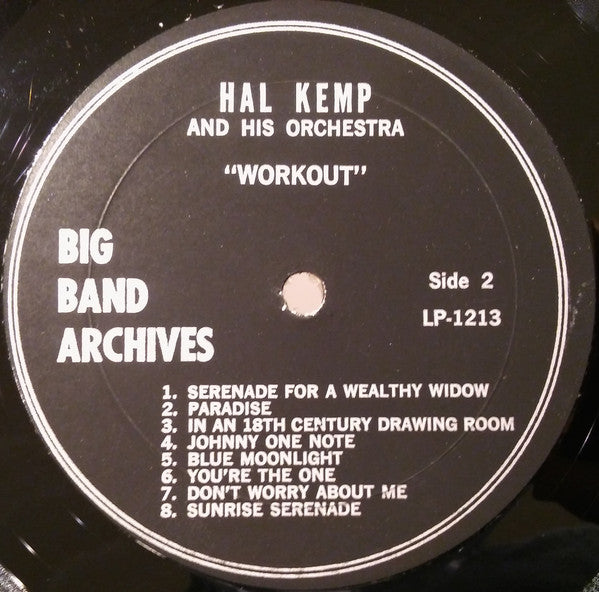 HAL KEMP
AND HIS ORCHESTRA
"WORKOUT"
BIG
BAND
ARCHIVES
Side 2
LP-1213
1. SERENADE FOR A WEALTHY WIDOW
2. PARADISE
3. IN AN 18TH CENTURY DRAWING ROOM
4. JOHNNY ONE NOTE
5. BLUE MOONLIGHT
6. YOU'RE THE ONE
7. DON'T WORRY ABOUT ME
8. SUNRISE SERENADE